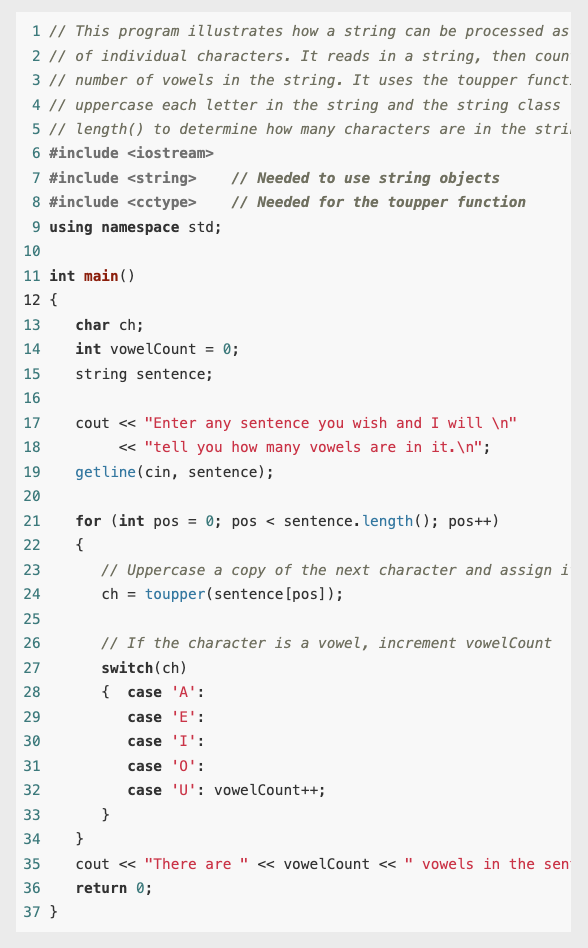 1 // This program illustrates how a string can be processed as
2 // of individual characters. It reads in a string, then coun
3 // number of vowels in the string. It uses the toupper funct
4 // uppercase each letter in the string and the string class
5 // length() to determine how many characters are in the stri
6 #include <iostream>
7 #include <string>    // Needed to use string objects
8 #include <cctype>    // Needed for the toupper function
9 using namespace std;
10
11 int main()
12 {
13    char ch;
14    int vowelCount = 0;
15    string sentence;
16
17    cout << "Enter any sentence you wish and I will \n"
18         << "tell you how many vowels are in it.\n";
19    getline(cin, sentence);
20
21    for (int pos = 0; pos < sentence.length(); pos++)
22    {
23       // Uppercase a copy of the next character and assign i
24       ch = toupper(sentence[pos]);
25
26       // If the character is a vowel, increment vowelCount
27       switch(ch)
28       {  case 'A':
29          case 'E':
30          case 'I':
31          case 'O':
32          case 'U': vowelCount++;
33       }
34    }
35    cout << "There are " << vowelCount << " vowels in the sen
36    return 0;
37 }